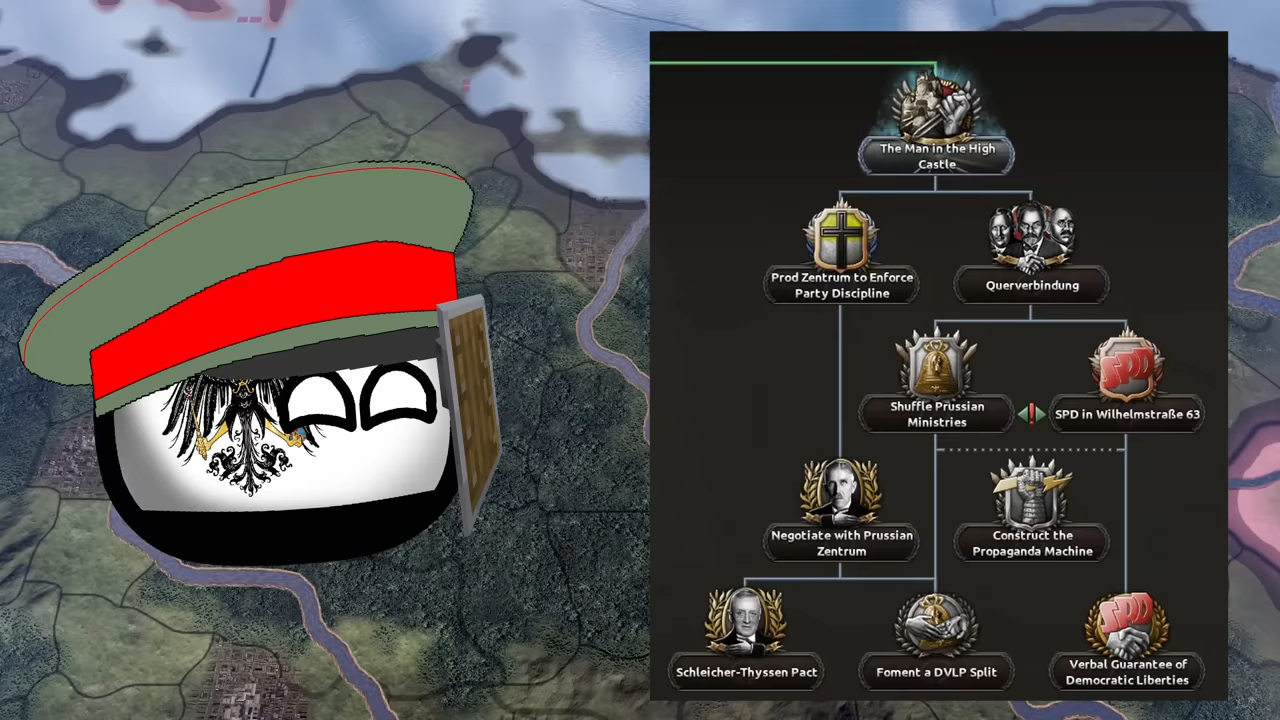 The Man in the High
Castle
Prod Zentrum to Enforce
Party Discipline
Querverbindung
SPD
Shuffle Prussian
Ministries
SPD in Wilhelmstraße 63
Negotiate with Prussian
Zentrum
Construct the
Propaganda Machine
SPD
Schleicher-Thyssen Pact
Foment a DVLP Split
Verbal Guarantee of
Democratic Liberties